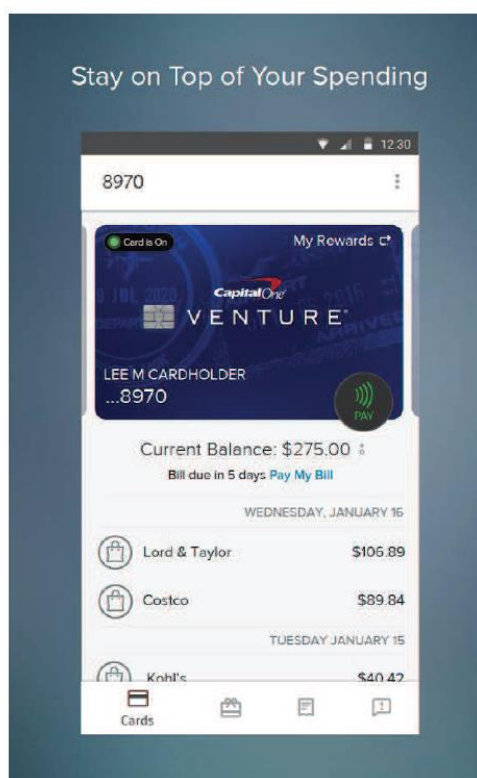 Stay on Top of Your Spending
12:30
8970
Card is On
My Rewards
CapitalOne
VENTURE
LEE M CARDHOLDER
...8970
PAY
Current Balance: $275.00
Bill due in 5 days Pay My Bill
WEDNESDAY, JANUARY 16
Lord & Taylor $106.89
Costco $89.84
TUESDAY JANUARY 15
Kohl's $40.42
Cards